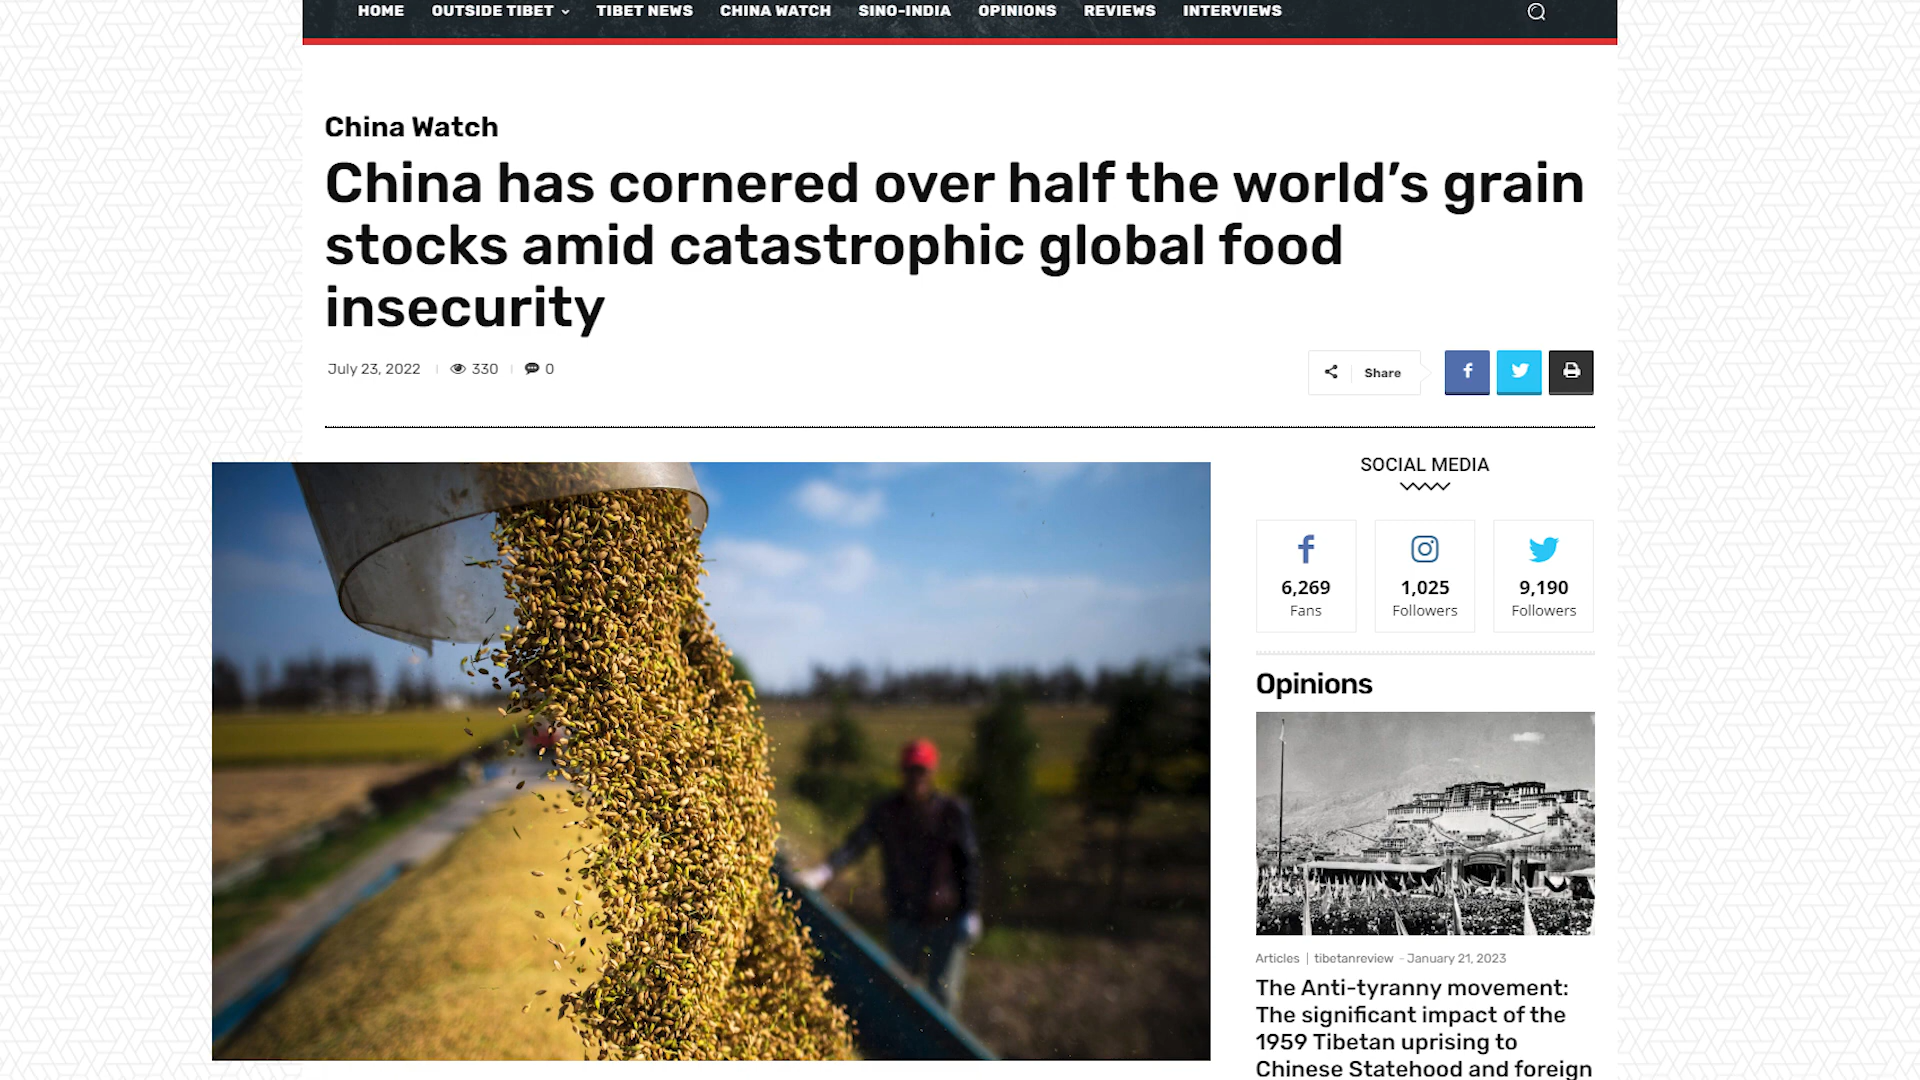 HOME OUTSIDE TIBET TIBET NEWS CHINA WATCH SINO-INDIA OPINIONS REVIEWS INTERVIEWS
China Watch
China has cornered over half the world’s grain
stocks amid catastrophic global food
insecurity
July 23, 2022 330 0
Share
SOCIAL MEDIA
6,269 1,025 9,190
Fans Followers Followers
Opinions
Articles | tibetanreview - January 21, 2023
The Anti-tyranny movement:
The significant impact of the
1959 Tibetan uprising to
Chinese Statehood and foreign